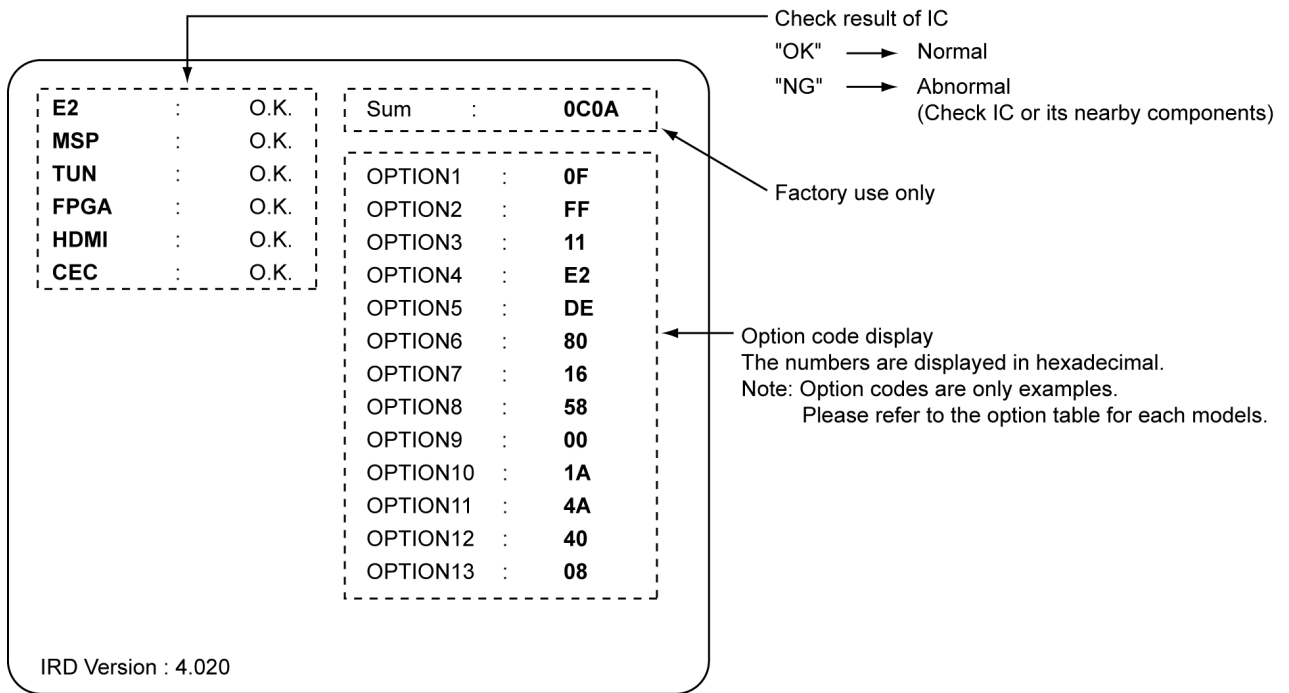 Check result of IC
"OK" → Normal
"NG" → Abnormal
(Check IC or its nearby components)
E2 : O.K.
MSP : O.K.
TUN : O.K.
FPGA : O.K.
HDMI : O.K.
CEC : O.K.
Sum : 0C0A
Factory use only
OPTION1 : 0F
OPTION2 : FF
OPTION3 : 11
OPTION4 : E2
OPTION5 : DE
OPTION6 : 80
OPTION7 : 16
OPTION8 : 58
OPTION9 : 00
OPTION10 : 1A
OPTION11 : 4A
OPTION12 : 40
OPTION13 : 08
Option code display
The numbers are displayed in hexadecimal.
Note: Option codes are only examples.
Please refer to the option table for each models.
IRD Version : 4.020